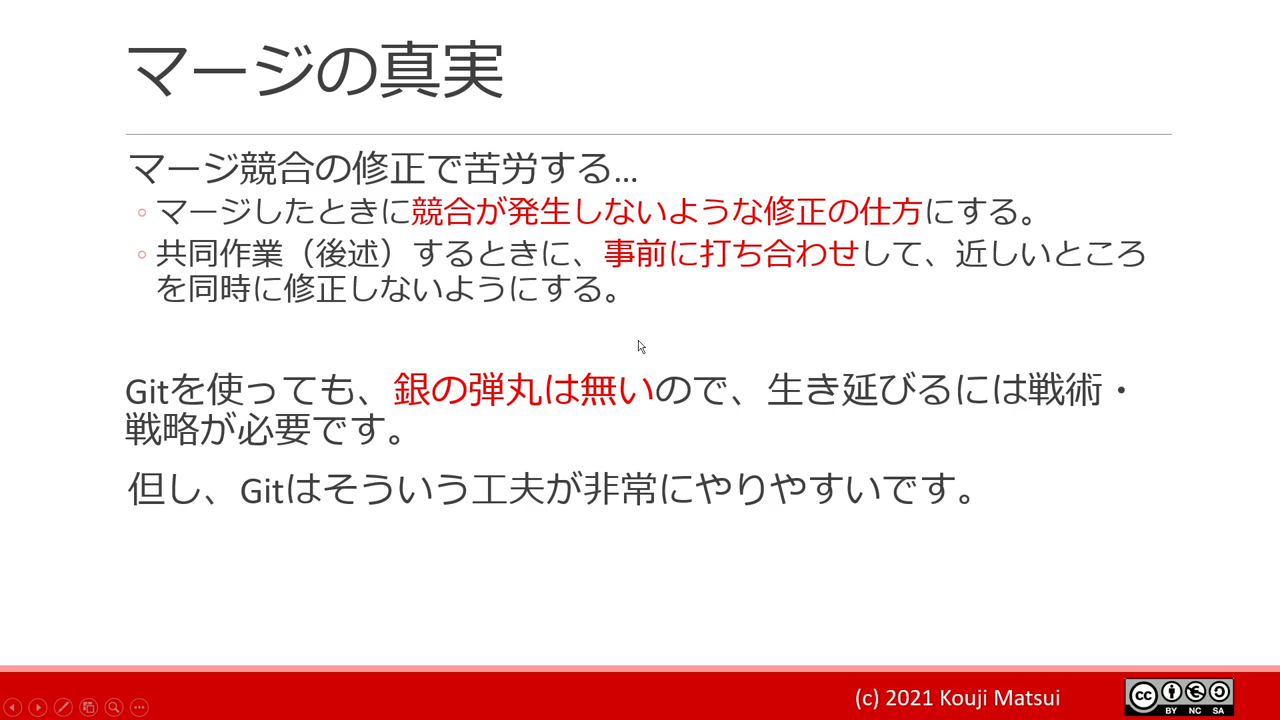 マージの真実
マージ競合の修正で苦労する…
◦ マージしたときに競合が発生しないような修正の仕方にする。
◦ 共同作業（後述）するときに、事前に打ち合わせして、近しいところ
を同時に修正しないようにする。
Gitを使っても、銀の弾丸は無いので、生き延びるには戦術・
戦略が必要です。
但し、Gitはそういう工夫が非常にやりやすいです。
(c) 2021 Kouji Matsui
cc
BY NC SA